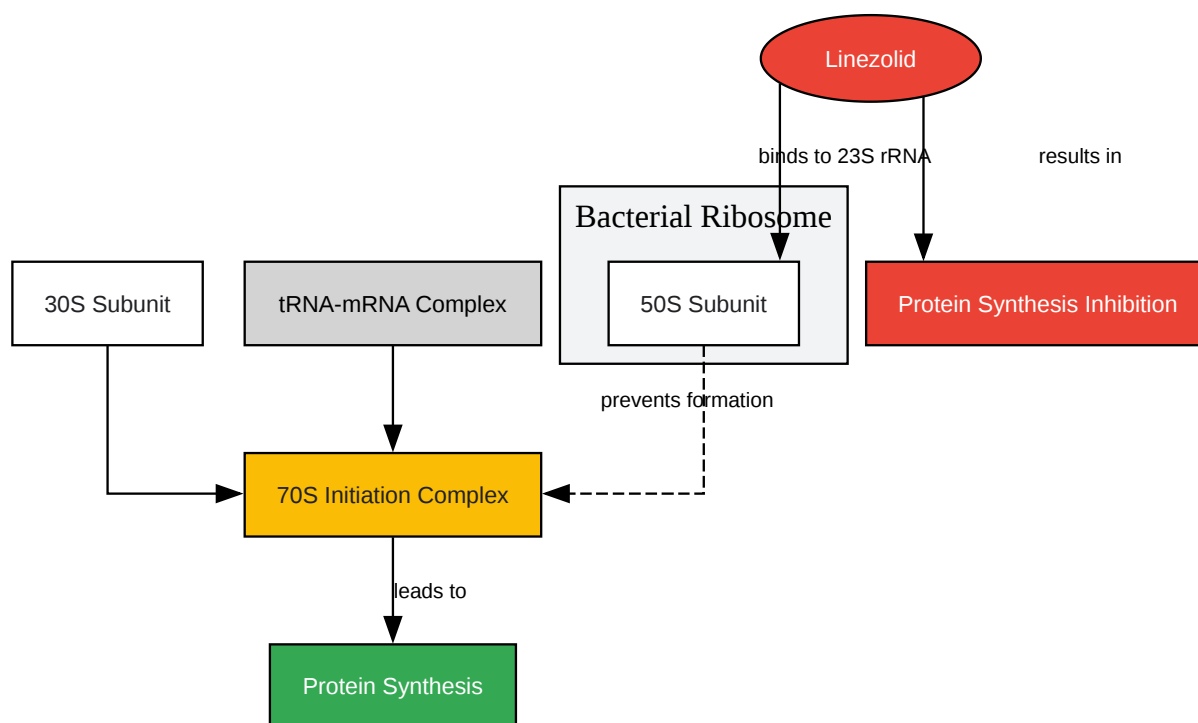 Linezolid
binds to 23S rRNA
results in
Bacterial Ribosome
30S Subunit
tRNA-mRNA Complex
50S Subunit
Protein Synthesis Inhibition
prevents formation
70S Initiation Complex
leads to
Protein Synthesis